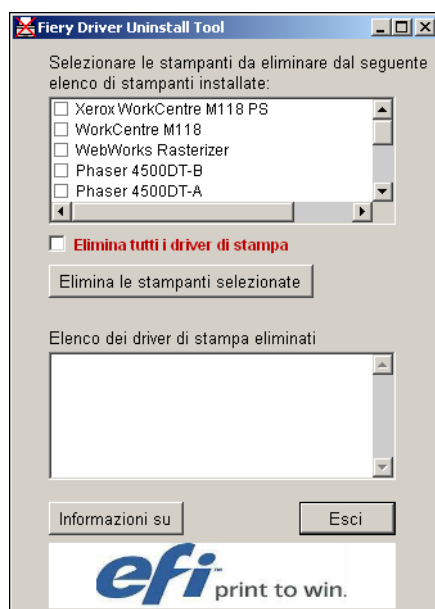 Fiery Driver Uninstall Tool
Selezionare le stampanti da eliminare dal seguente
elenco di stampanti installate:
Xerox WorkCentre M118 PS
WorkCentre M118
WebWorks Rasterizer
Phaser 4500DT-B
Phaser 4500DT-A
Elimina tutti i driver di stampa
Elimina le stampanti selezionate
Elenco dei driver di stampa eliminati
Informazioni su
Esci
efi™ print to win.